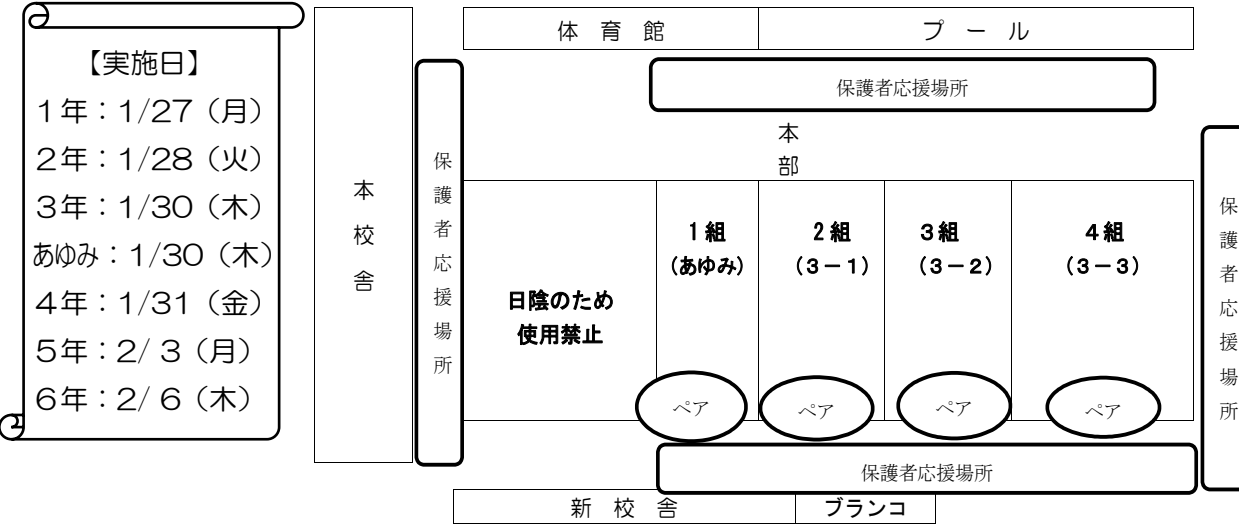 【実施日】
１年：1/27（月）
２年：1/28（火）
３年：1/30（木）
あゆみ：1/30（木）
４年：1/31（金）
５年：2/ 3（月）
６年：2/ 6（木）
本校舎
保護者応援場所
体 育 館
プ ー ル
保護者応援場所
本
部
日陰のため
使用禁止
１組
（あゆみ）
２組
（３－１）
３組
（３－２）
４組
（３－３）
ペア
ペア
ペア
ペア
保護者応援場所
保護者応援場所
新 校 舎
ブランコ